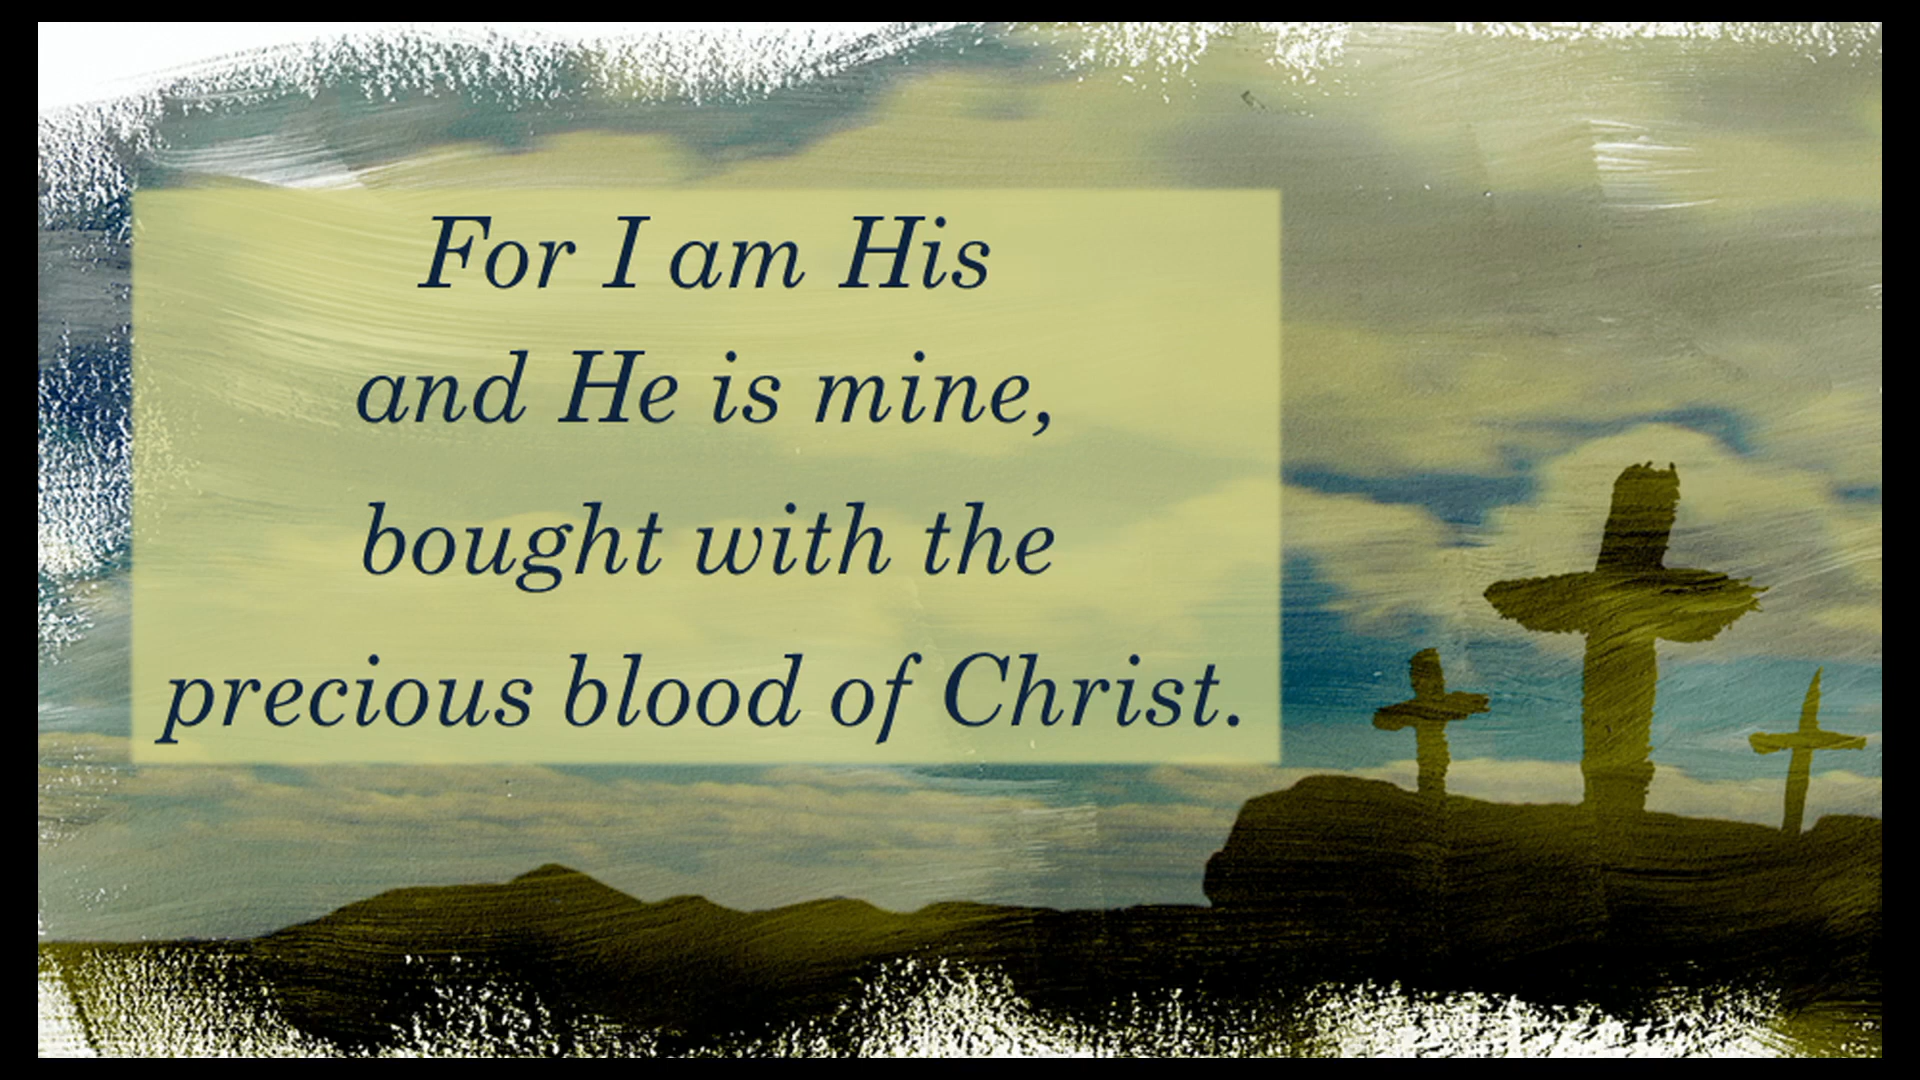 For I am His
and He is mine,
bought with the
precious blood of Christ.